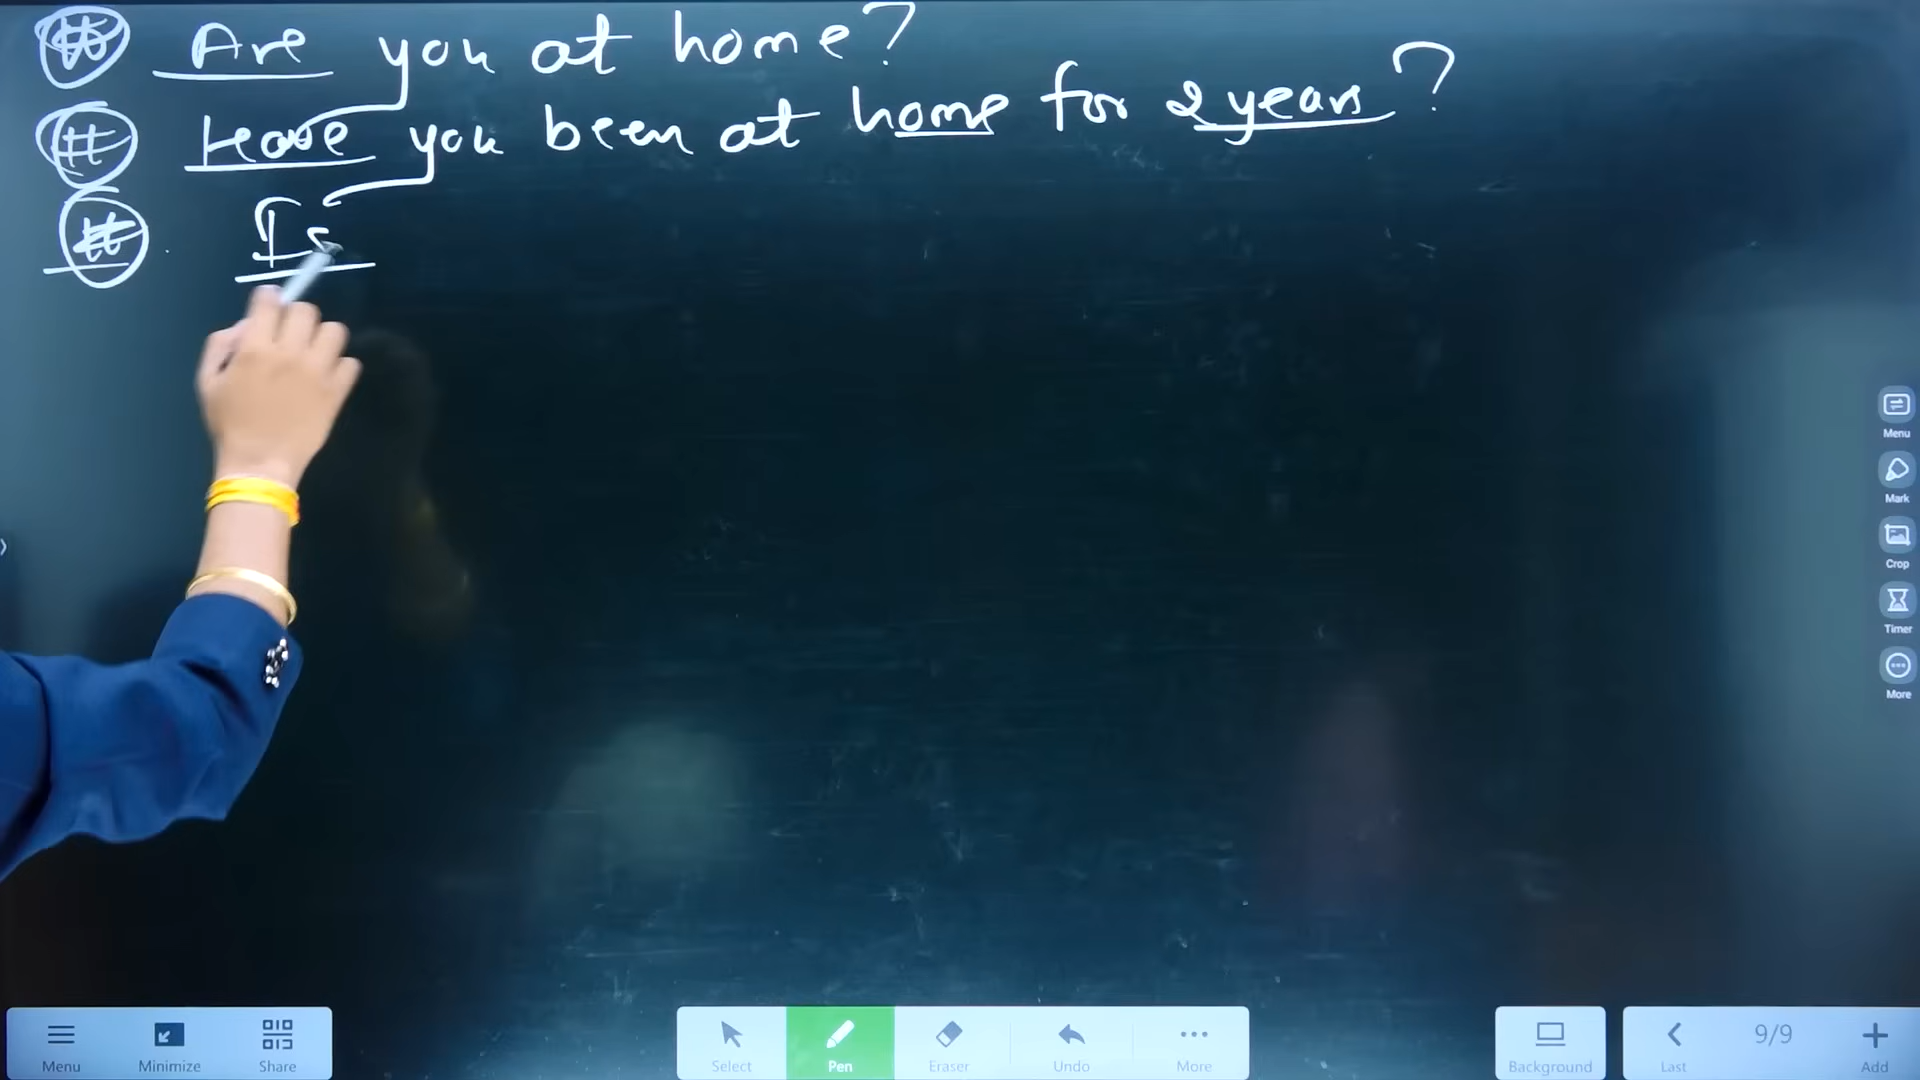 # Are you at home?
# Have you been at home for 2 years?
# Is
Menu
Mark
Crop
Timer
More
Menu Minimize Share Select Pen Eraser Undo More Background Last 9/9 Add